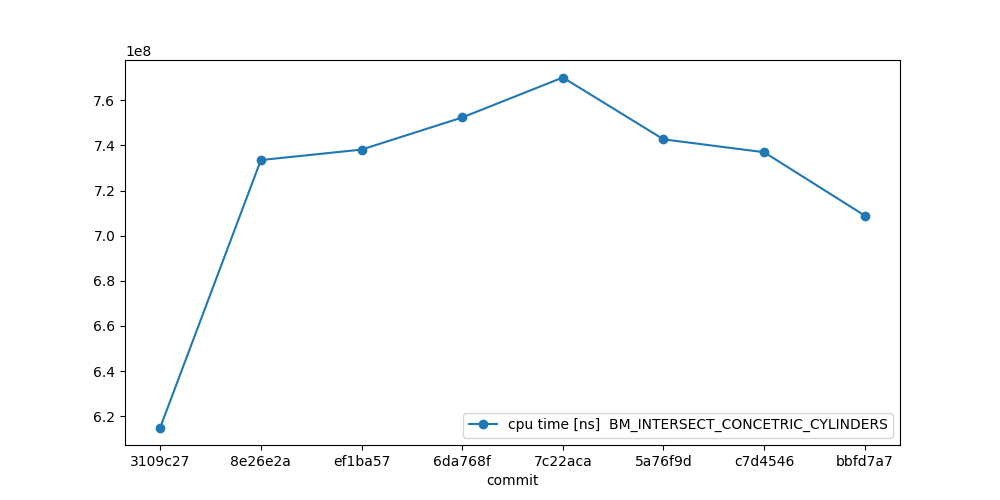 1e8
7.6
7.4
7.2
7.0
6.8
6.6
6.4
6.2
cpu time [ns]  BM_INTERSECT_CONCETRIC_CYLINDERS
3109c27 8e26e2a ef1ba57 6da768f 7c22aca 5a76f9d c7d4546 bbfd7a7
commit